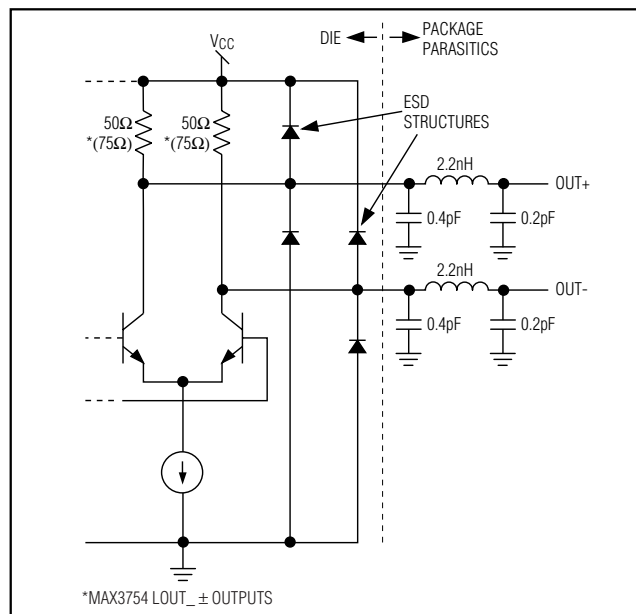 DIE
PACKAGE
PARASITICS
VCC
50Ω
*(75Ω)
50Ω
*(75Ω)
ESD
STRUCTURES
2.2nH
OUT+
0.4pF
0.2pF
2.2nH
OUT-
0.4pF
0.2pF
*MAX3754 LOUT_ ± OUTPUTS